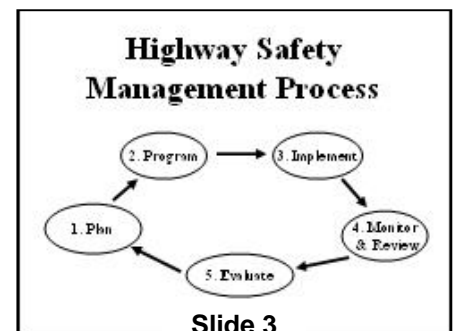 Highway Safety
Management Process
2. Program
3. Implement
1. Plan
4. Monitor
& Review
5. Evaluate
Slide 3